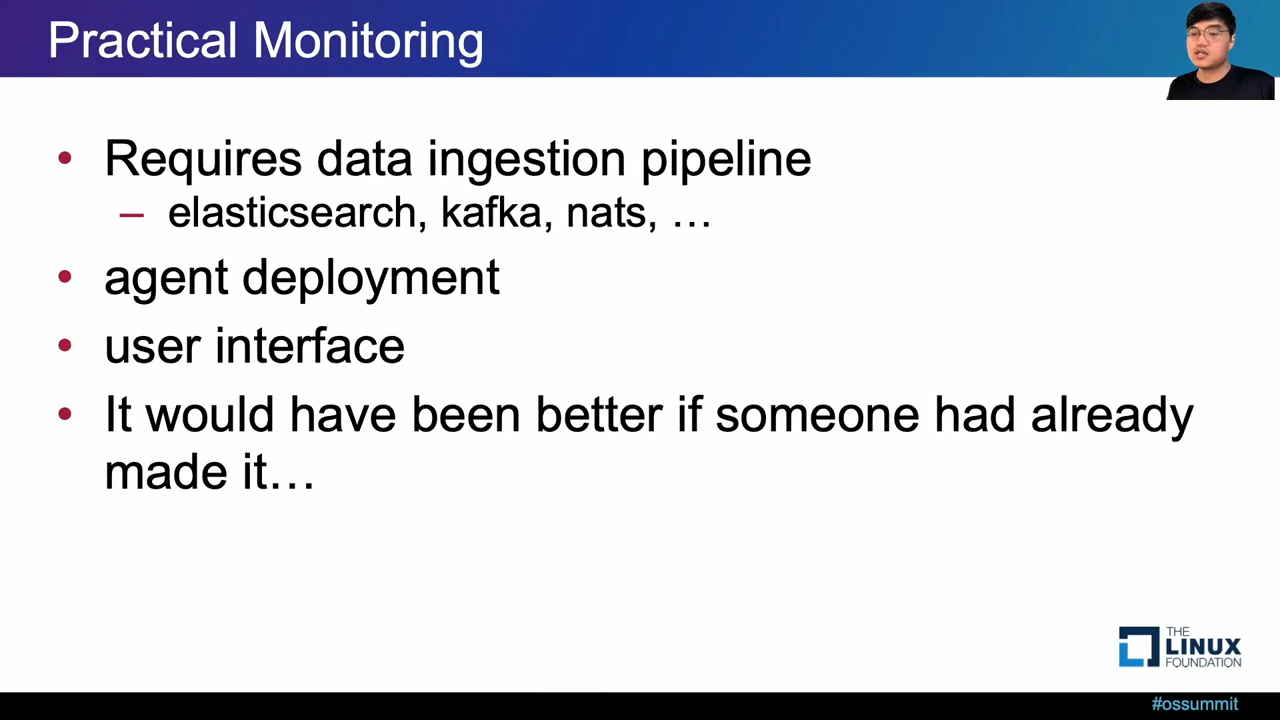 Practical Monitoring
• Requires data ingestion pipeline
– elasticsearch, kafka, nats, …
• agent deployment
• user interface
• It would have been better if someone had already
made it…
THE
LINUX
FOUNDATION
#ossummit